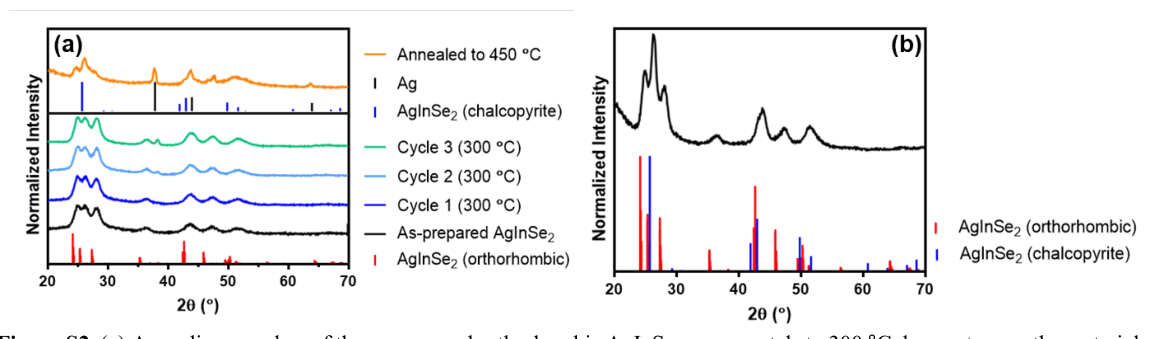 (a)
Normalized Intensity
20 30 40 50 60 70
2θ (°)
Annealed to 450 °C
Ag
AgInSe2 (chalcopyrite)
Cycle 3 (300 °C)
Cycle 2 (300 °C)
Cycle 1 (300 °C)
As-prepared AgInSe2
AgInSe2 (orthorhombic)
(b)
Normalized Intensity
20 30 40 50 60 70
2θ (°)
AgInSe2 (orthorhombic)
AgInSe2 (chalcopyrite)